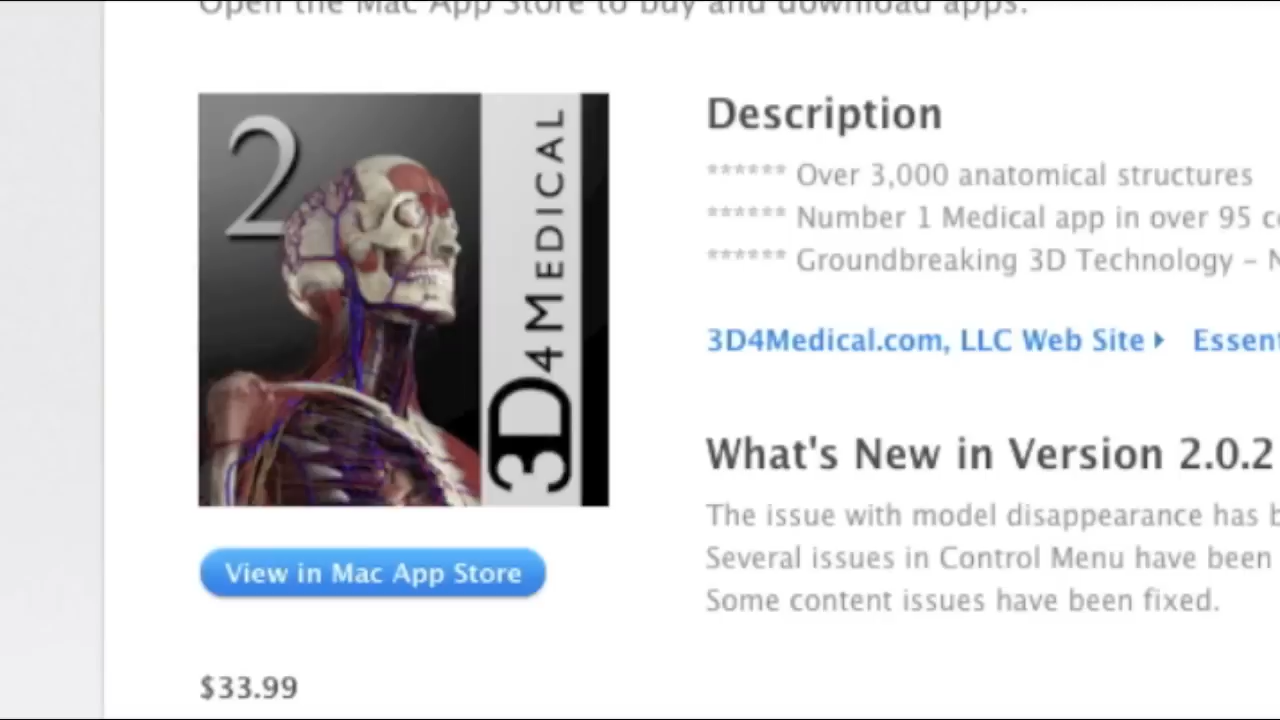 Open the Mac App Store to buy and download apps.
2
3D4MEDICAL
View in Mac App Store
$33.99
Description
****** Over 3,000 anatomical structures
****** Number 1 Medical app in over 95
****** Groundbreaking 3D Technology –
3D4Medical.com, LLC Web Site
What's New in Version 2.0.2
The issue with model disappearance has
Several issues in Control Menu have been
Some content issues have been fixed.